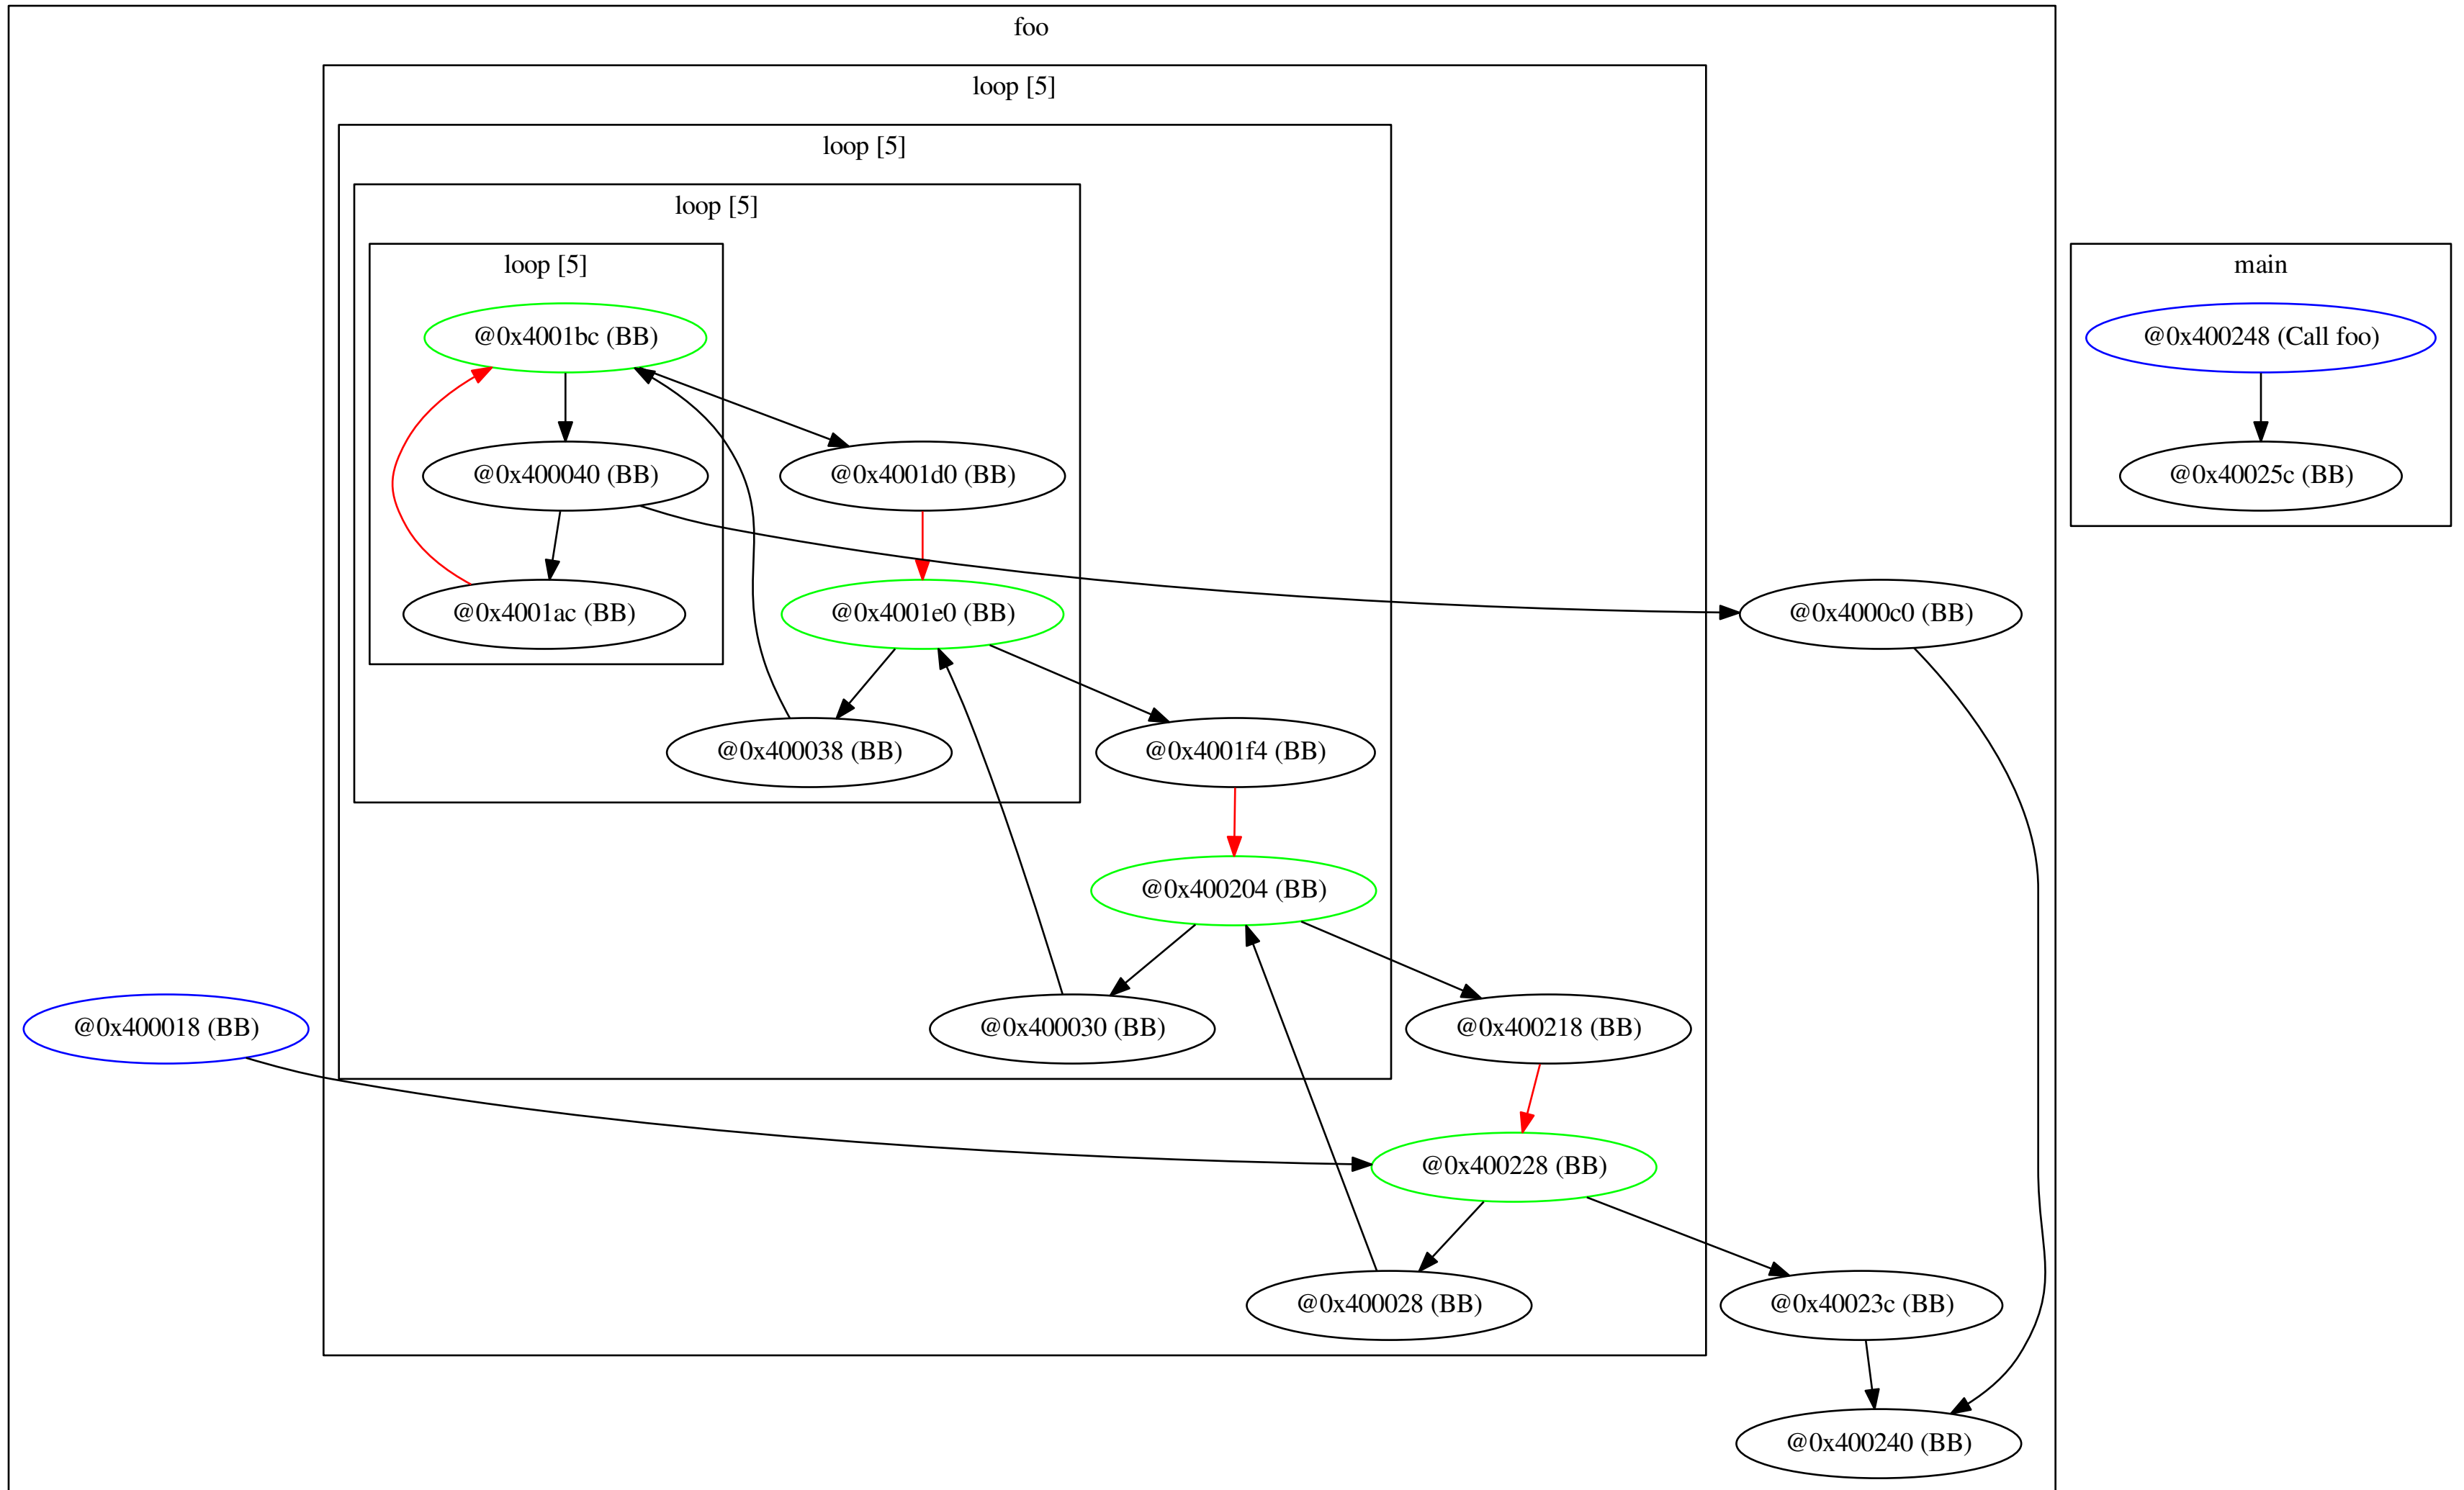 foo
loop [5]
loop [5]
loop [5]
loop [5]
main
@0x4001bc (BB)
@0x400248 (Call foo)
@0x400040 (BB)
@0x4001d0 (BB)
@0x40025c (BB)
@0x4001ac (BB)
@0x4001e0 (BB)
@0x4000c0 (BB)
@0x400038 (BB)
@0x4001f4 (BB)
@0x400204 (BB)
@0x400018 (BB)
@0x400030 (BB)
@0x400218 (BB)
@0x400228 (BB)
@0x400028 (BB)
@0x40023c (BB)
@0x400240 (BB)